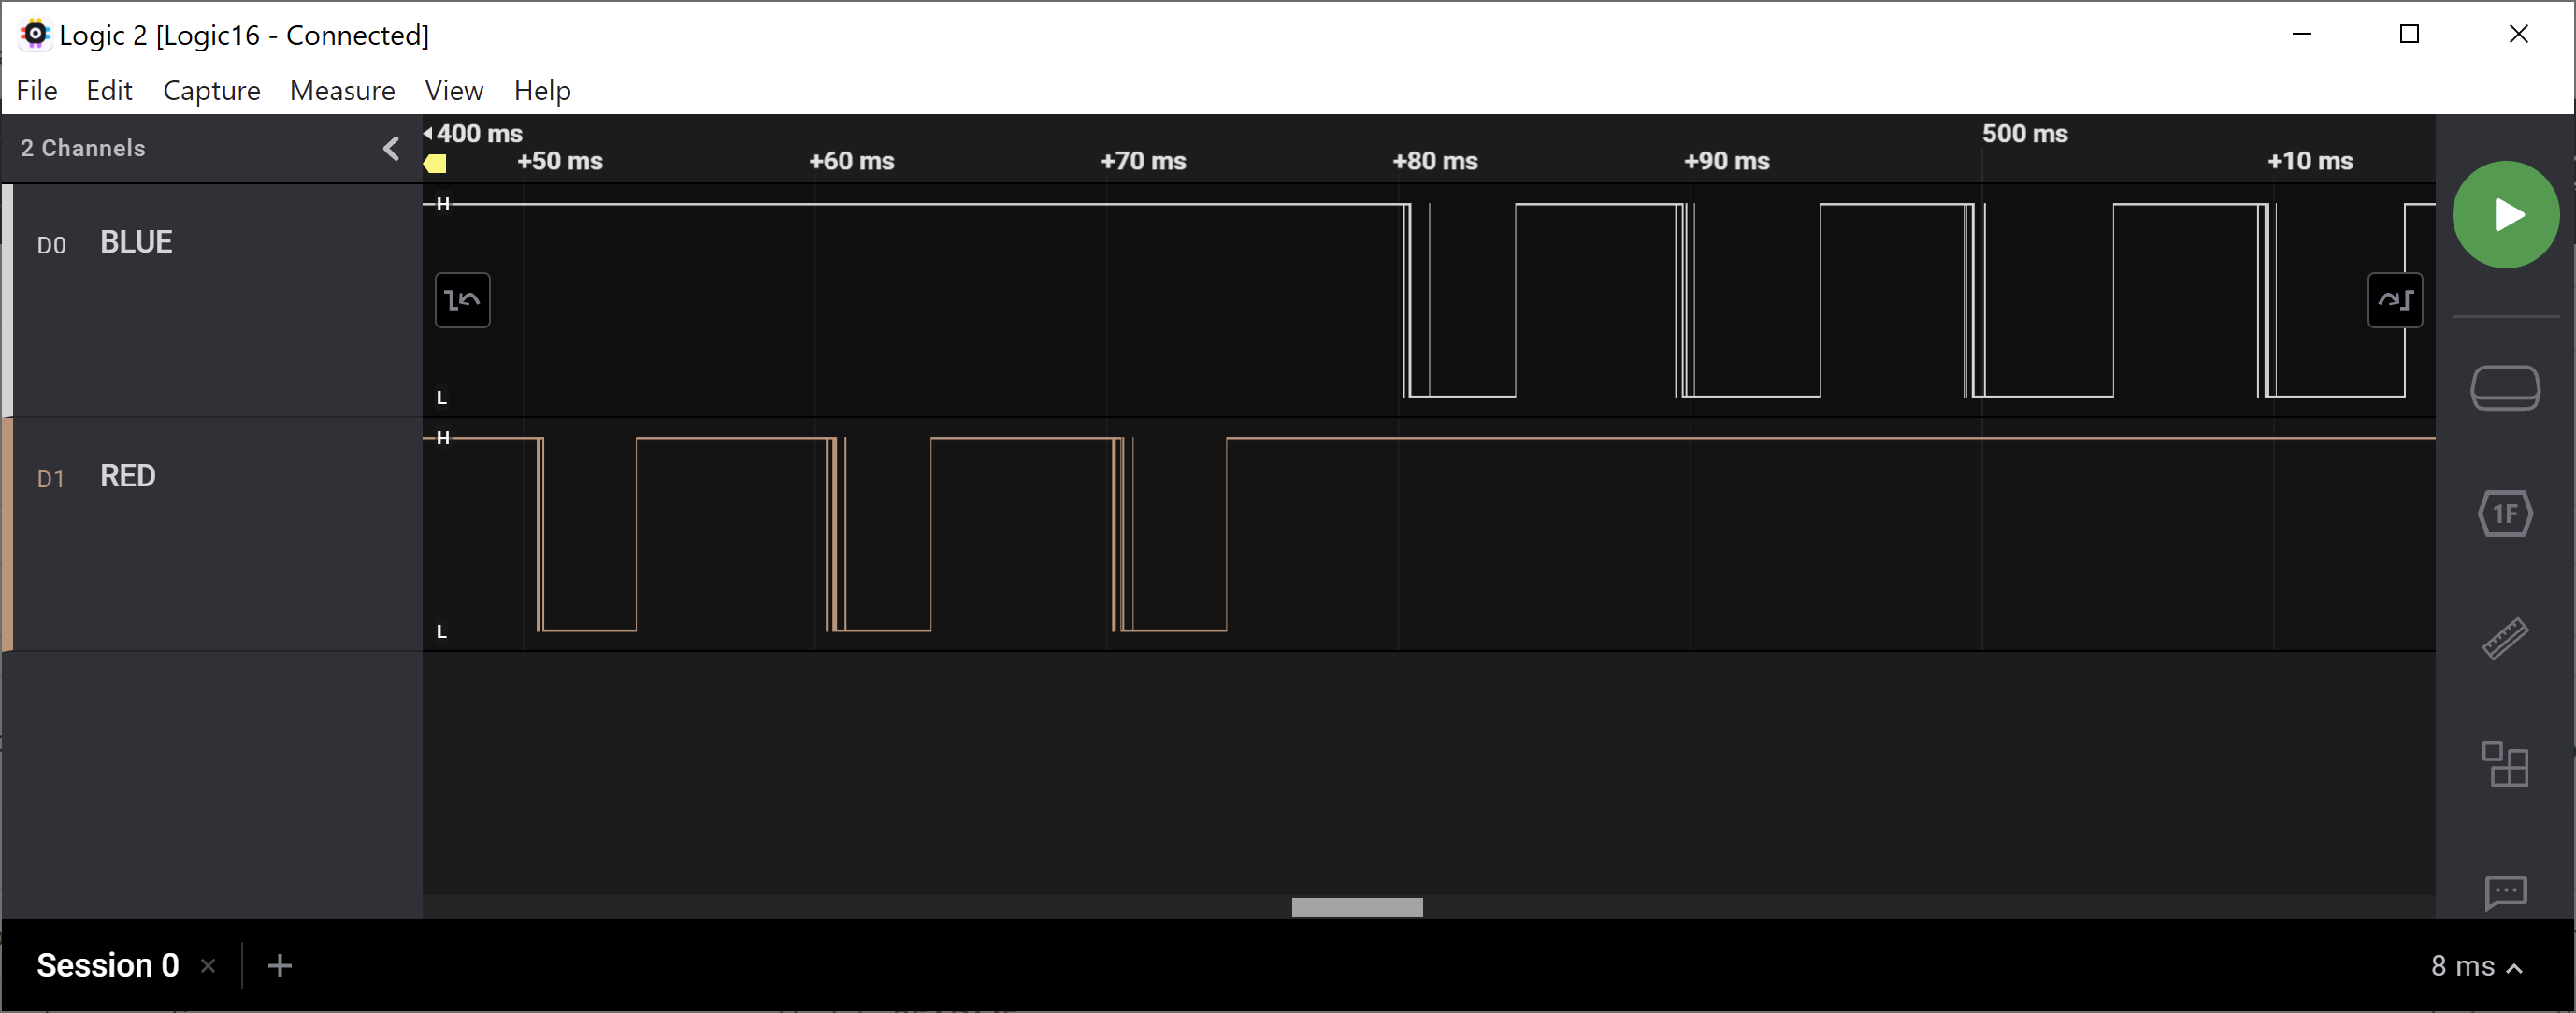 Logic 2 [Logic16 - Connected]
File Edit Capture Measure View Help
2 Channels
400 ms 500 ms
+50 ms +60 ms +70 ms +80 ms +90 ms +10 ms
H
D0 BLUE
L
H
D1 RED
L
1F
Session 0
8 ms